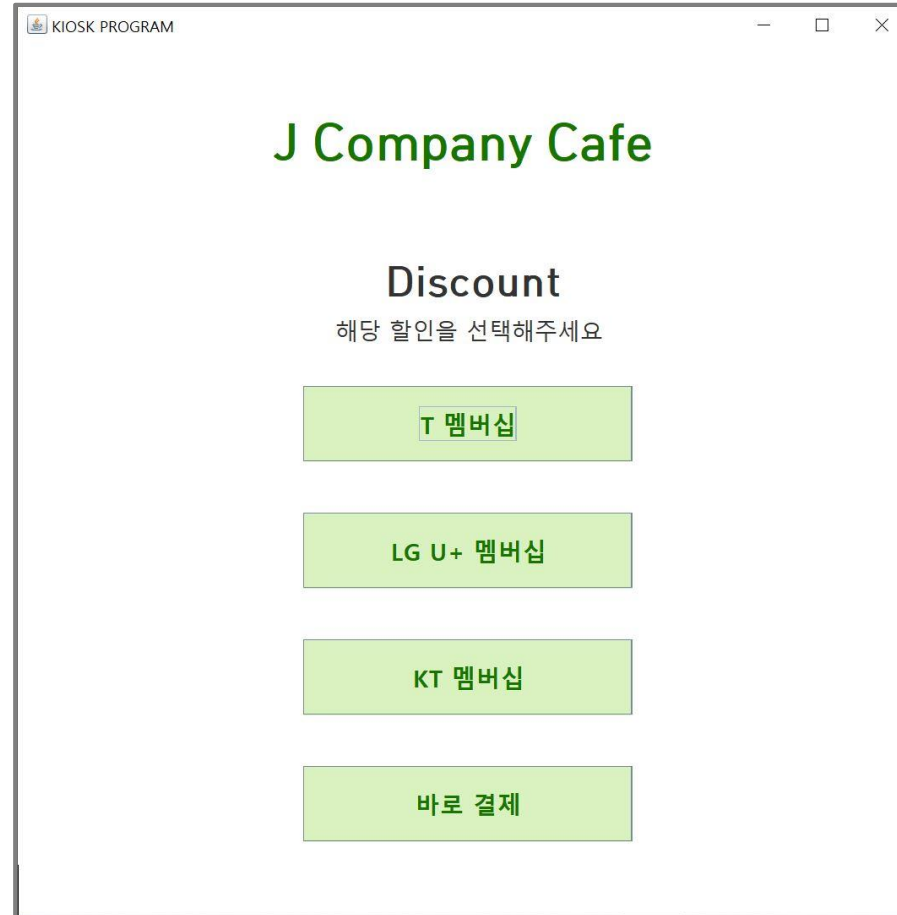 KIOSK PROGRAM
J Company Cafe
Discount
해당 할인을 선택해주세요
T 멤버십
LG U+ 멤버십
KT 멤버십
바로 결제